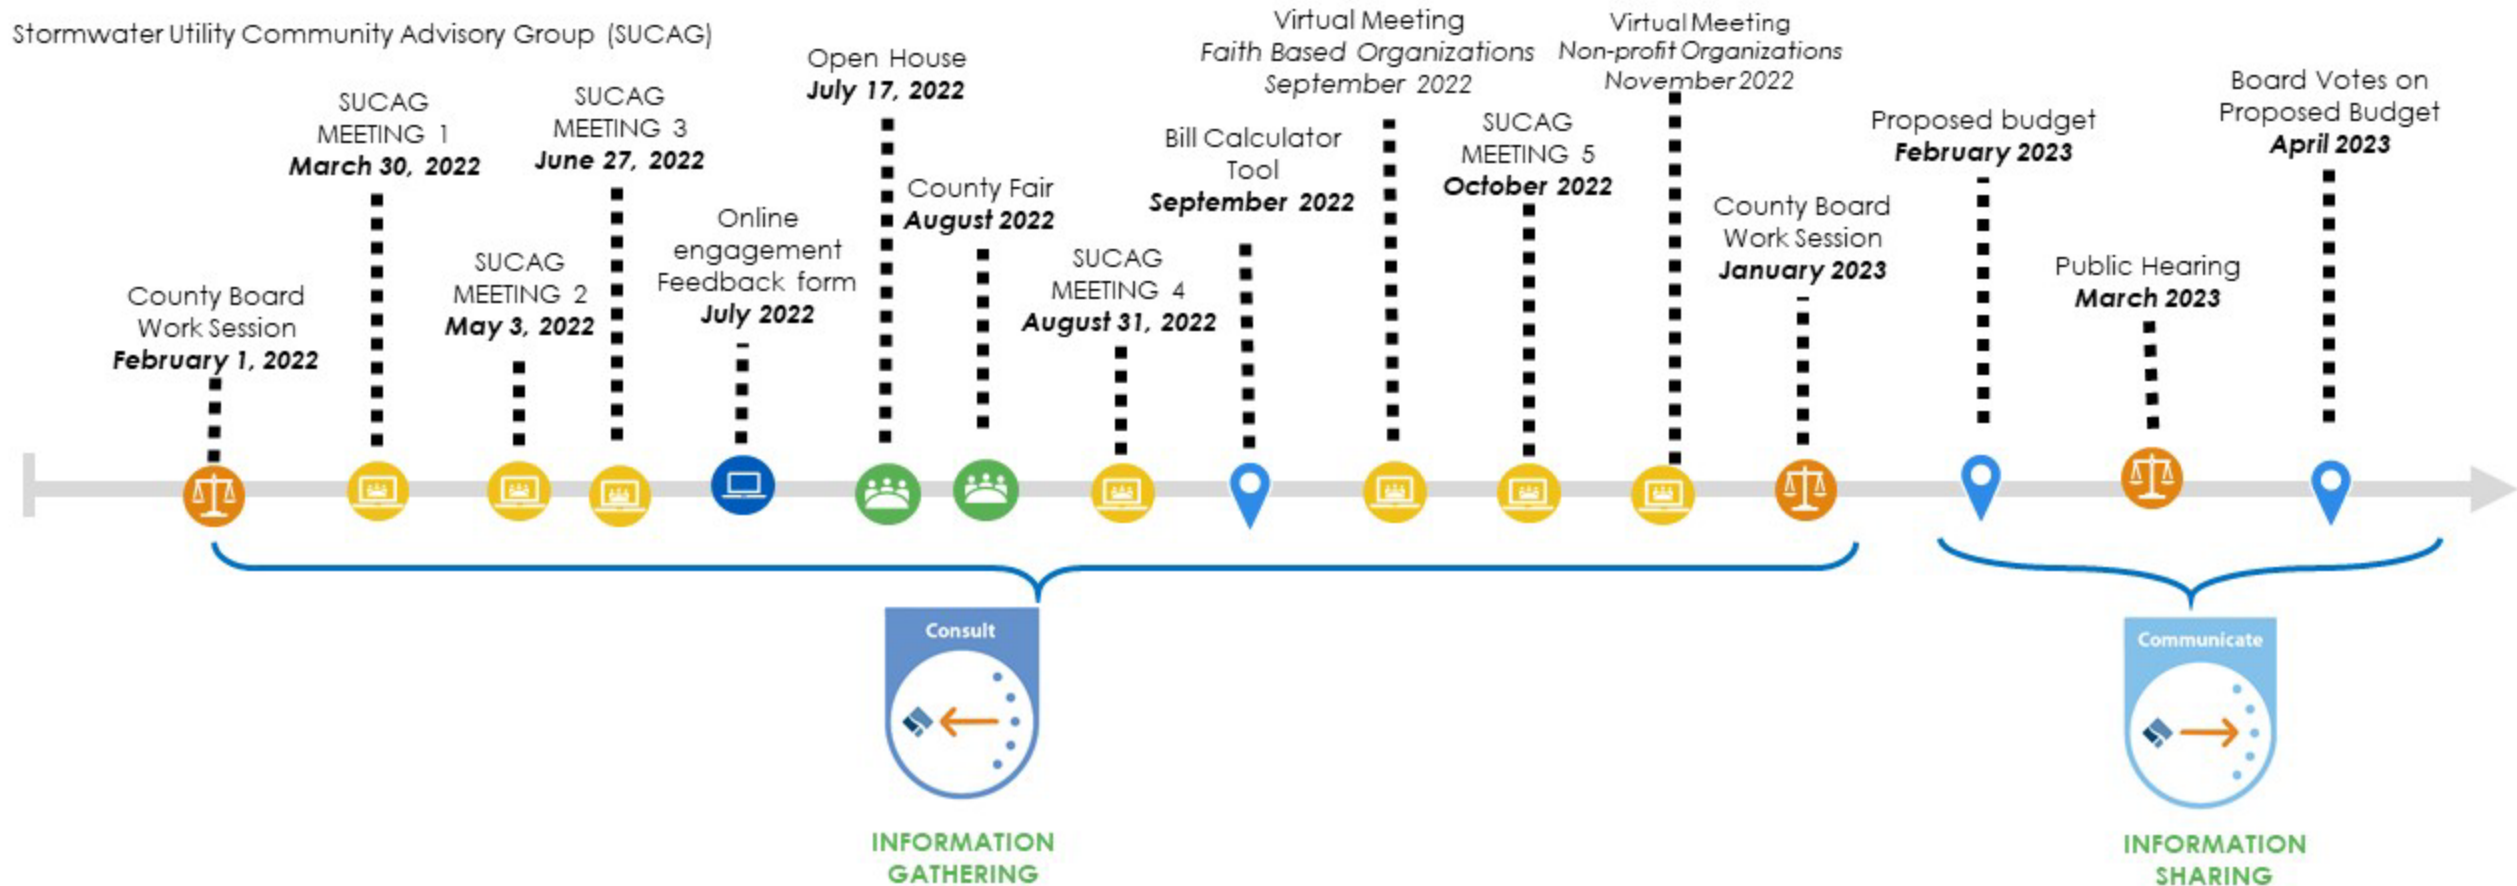 Stormwater Utility Community Advisory Group (SUCAG)
County Board
Work Session
February 1, 2022
SUCAG
MEETING 1
March 30, 2022
SUCAG
MEETING 2
May 3, 2022
SUCAG
MEETING 3
June 27, 2022
Online
engagement
Feedback form
July 2022
Open House
July 17, 2022
County Fair
August 2022
SUCAG
MEETING 4
August 31, 2022
Bill Calculator
Tool
September 2022
Virtual Meeting
Faith Based Organizations
September 2022
SUCAG
MEETING 5
October 2022
Virtual Meeting
Non-profit Organizations
November 2022
County Board
Work Session
January 2023
Proposed budget
February 2023
Public Hearing
March 2023
Board Votes on
Proposed Budget
April 2023
Consult
INFORMATION
GATHERING
Communicate
INFORMATION
SHARING